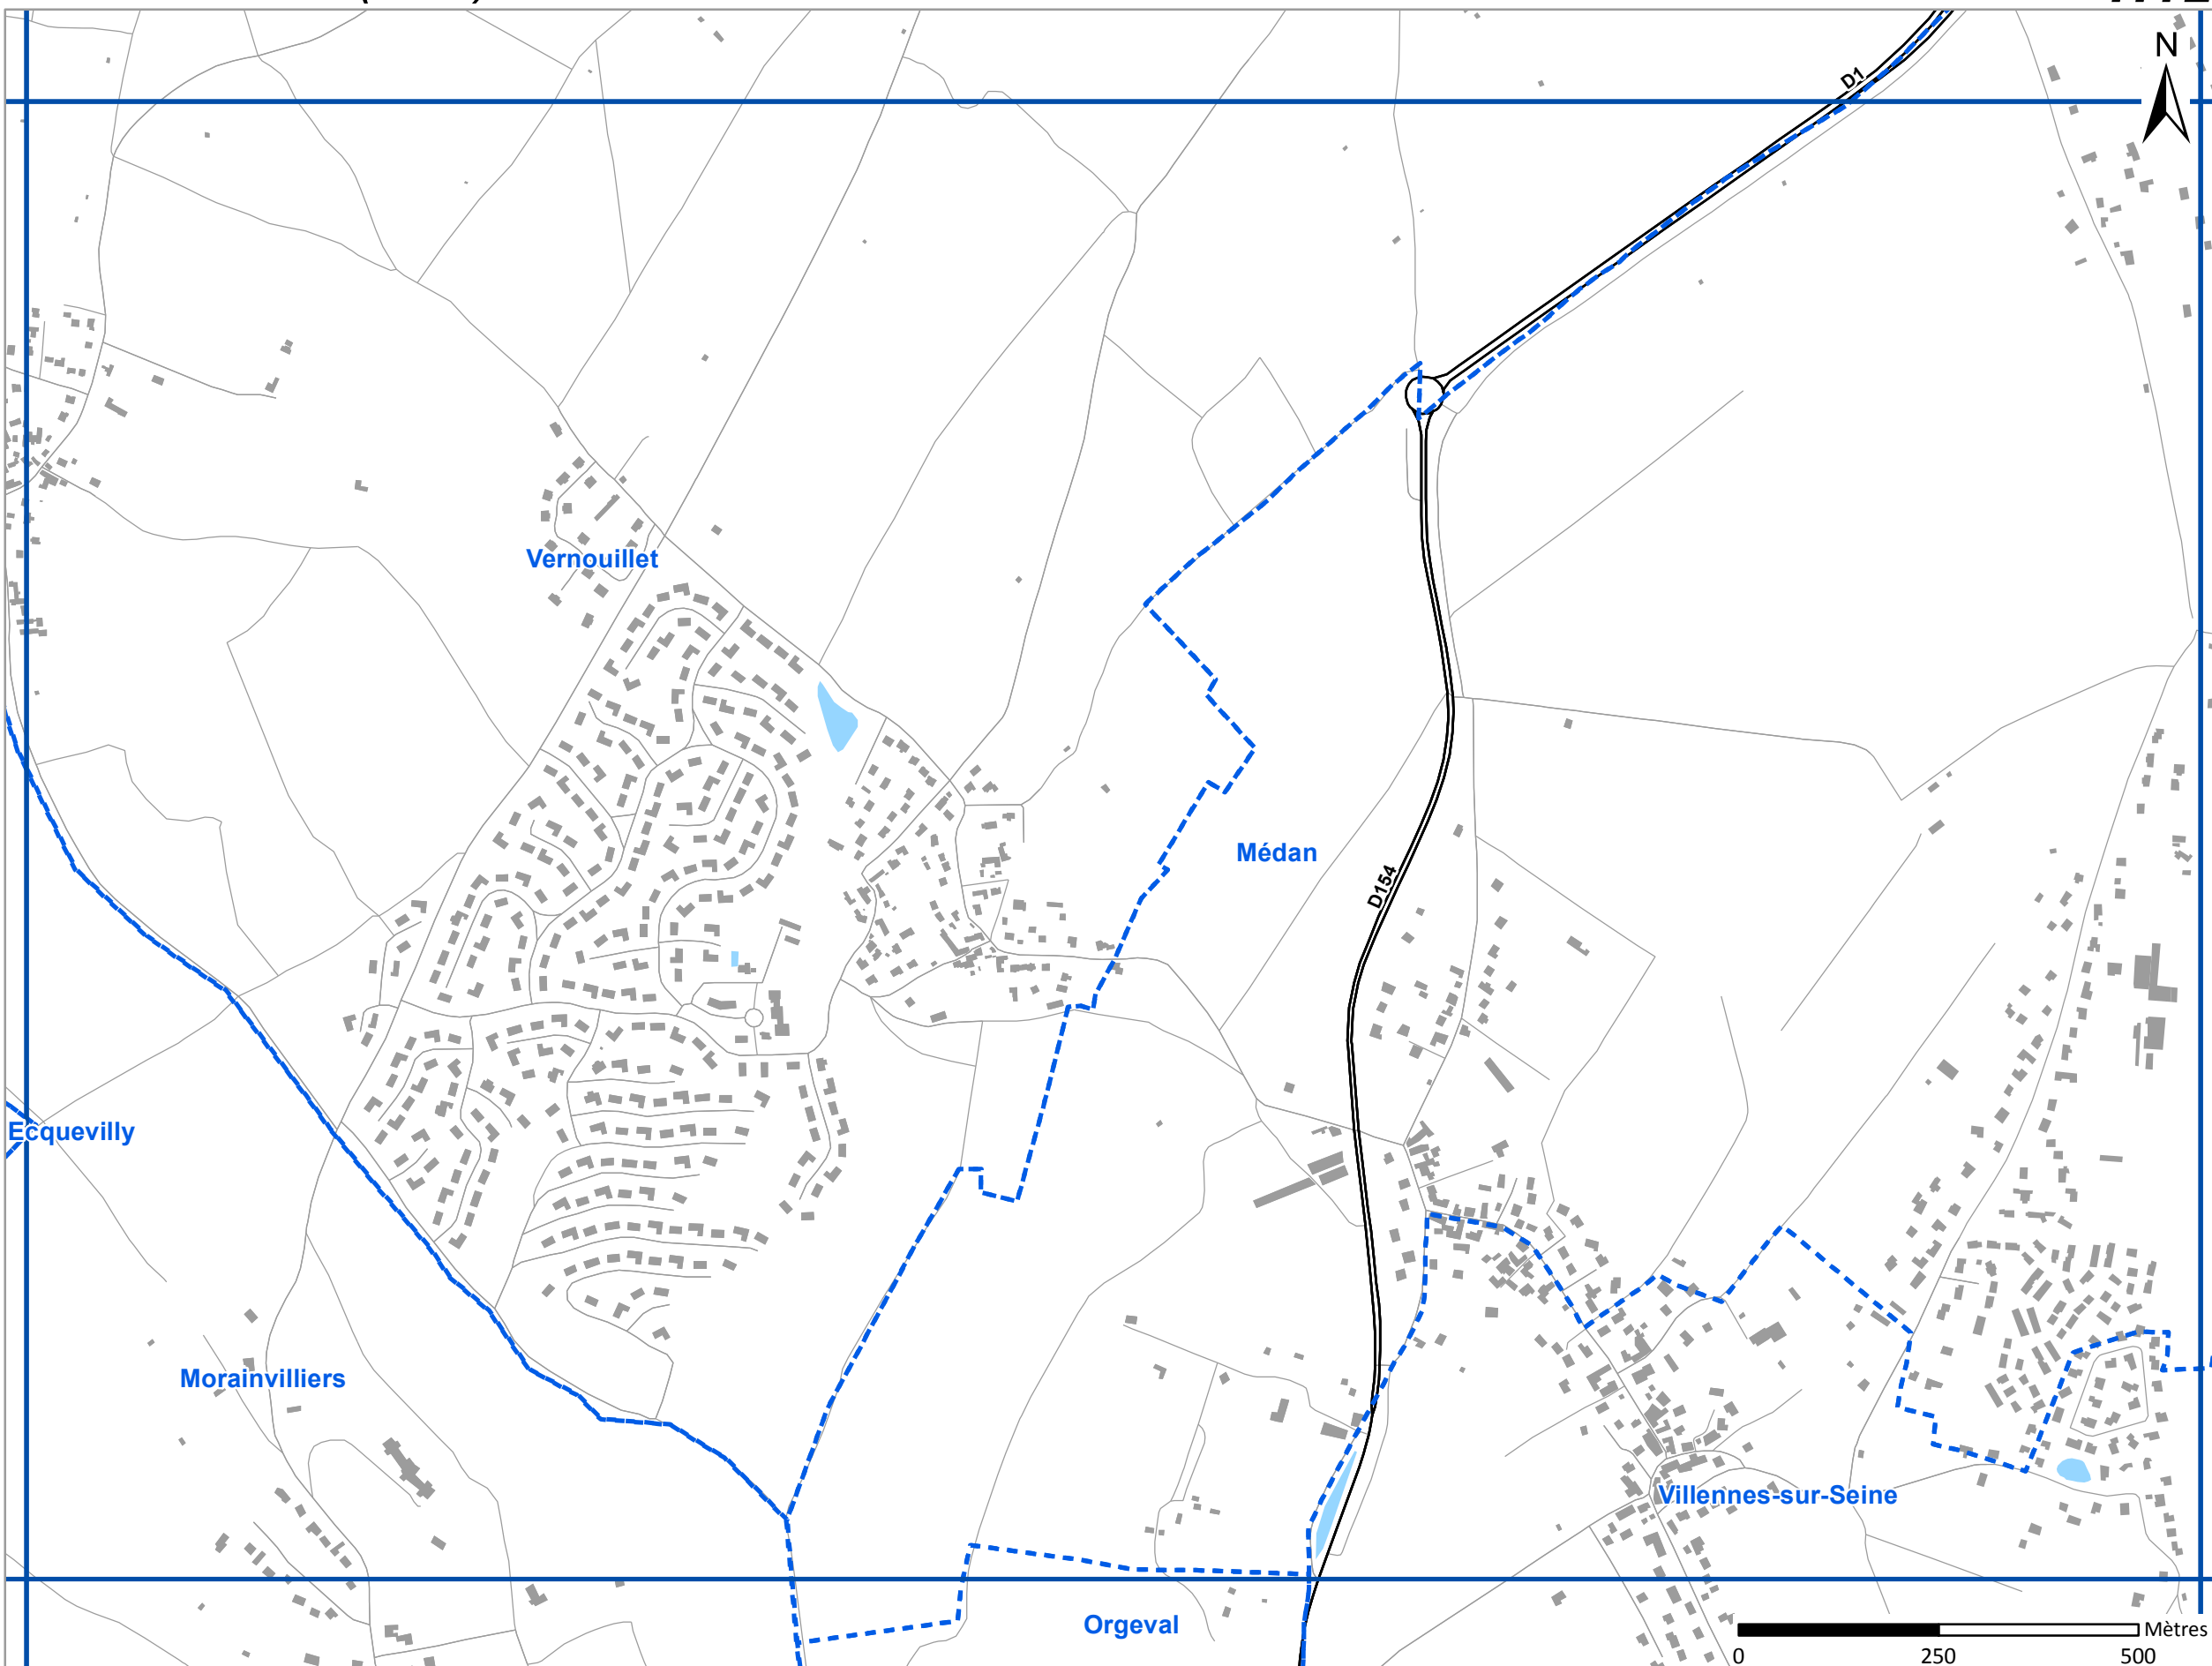 N
D1
Vernouillet
Médan
D154
Ecquevilly
Morainvilliers
Villennes-sur-Seine
Orgeval
Mètres
0 250 500